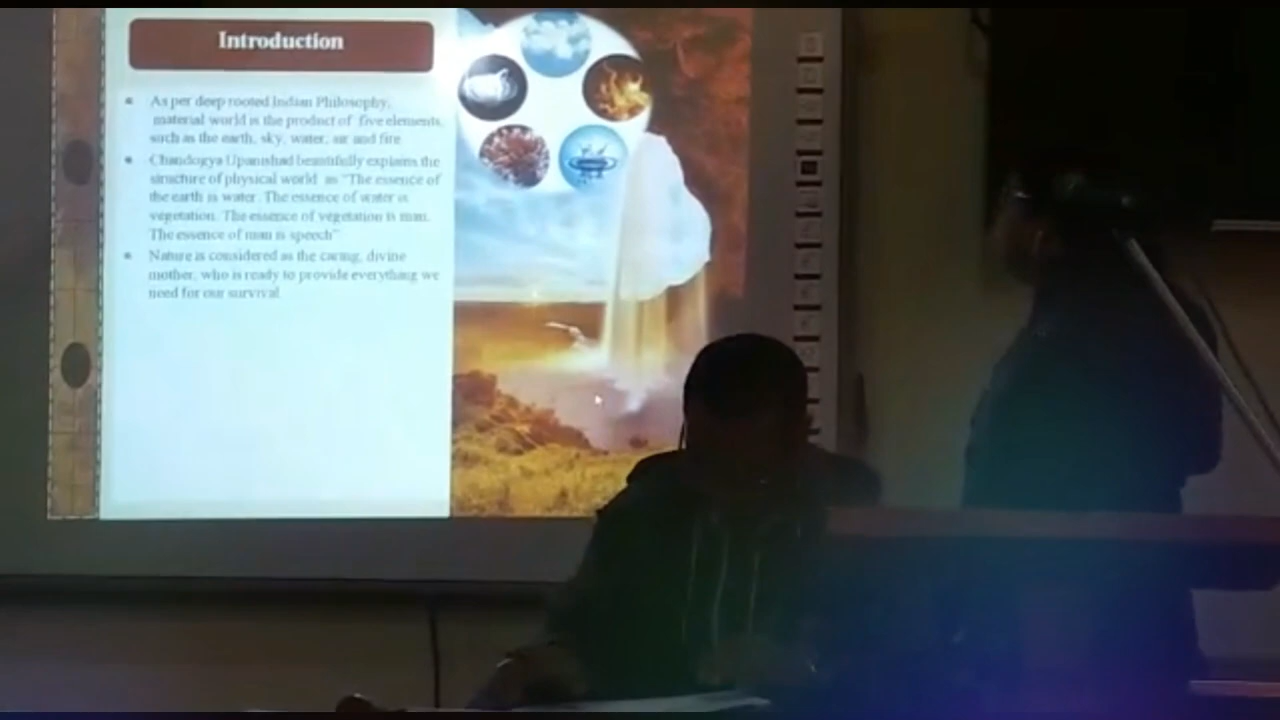 Introduction
As per deep rooted Indian Philosophy,
material world is the product of five elements,
such as the earth, sky, water, air and fire.
Chandogya Upanishad beautifully explains the
structure of physical world as "The essence of
the earth is water. The essence of water is
vegetation. The essence of vegetation is man.
The essence of man is speech"
Nature is considered as the caring, divine
mother, who is ready to provide everything we
need for our survival.